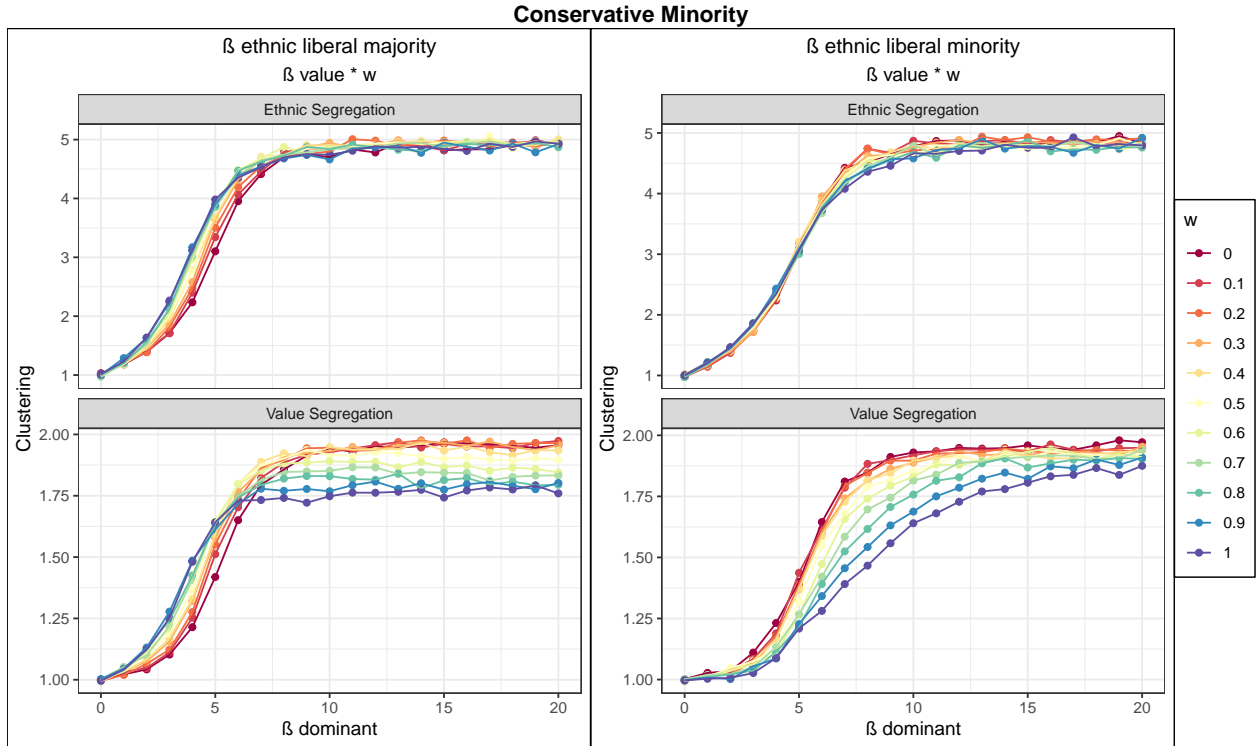 Conservative Minority
ß ethnic liberal majority
ß value * w
Ethnic Segregation
5
4
3
2
1
Value Segregation
2.00
1.75
1.50
1.25
1.00
0
5
10
15
20
ß dominant
Clustering
ß ethnic liberal minority
ß value * w
Ethnic Segregation
5
4
3
2
1
Value Segregation
2.00
1.75
1.50
1.25
1.00
0
5
10
15
20
ß dominant
Clustering
w
0
0.1
0.2
0.3
0.4
0.5
0.6
0.7
0.8
0.9
1